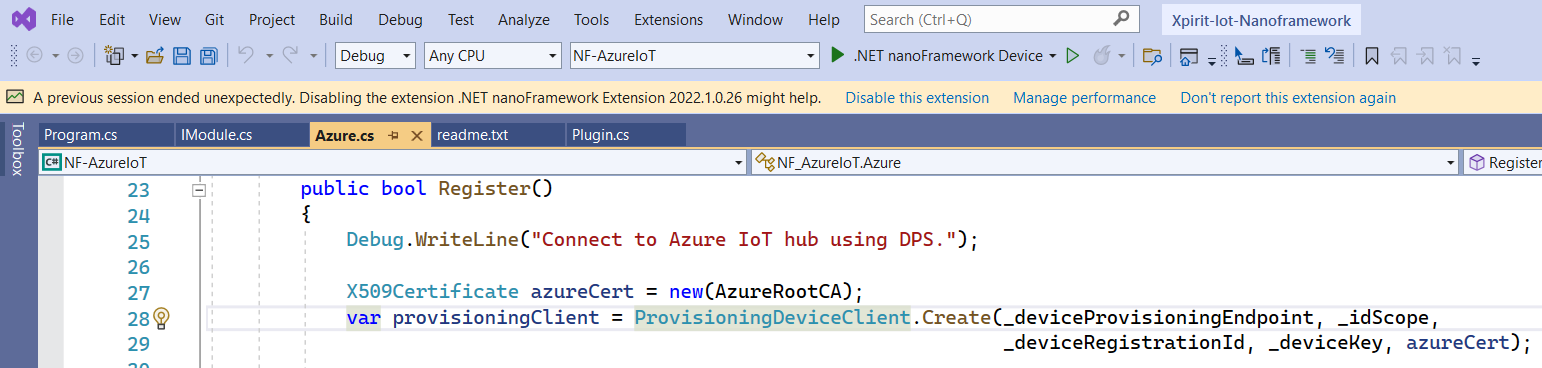 File Edit View Git Project Build Debug Test Analyze Tools Extensions Window Help Search (Ctrl+Q) Xpirit-Iot-Nanoframework
Debug Any CPU NF-AzureIoT .NET nanoFramework Device
A previous session ended unexpectedly. Disabling the extension .NET nanoFramework Extension 2022.1.0.26 might help. Disable this extension Manage performance Don't report this extension again
Toolbox
Program.cs IModule.cs Azure.cs readme.txt Plugin.cs
C# NF-AzureIoT NF_AzureIoT.Azure Register
23 public bool Register()
24 {
25 Debug.WriteLine("Connect to Azure IoT hub using DPS.");
26
27 X509Certificate azureCert = new(AzureRootCA);
28 var provisioningClient = ProvisioningDeviceClient.Create(_deviceProvisioningEndpoint, _idScope,
29 _deviceRegistrationId, _deviceKey, azureCert);